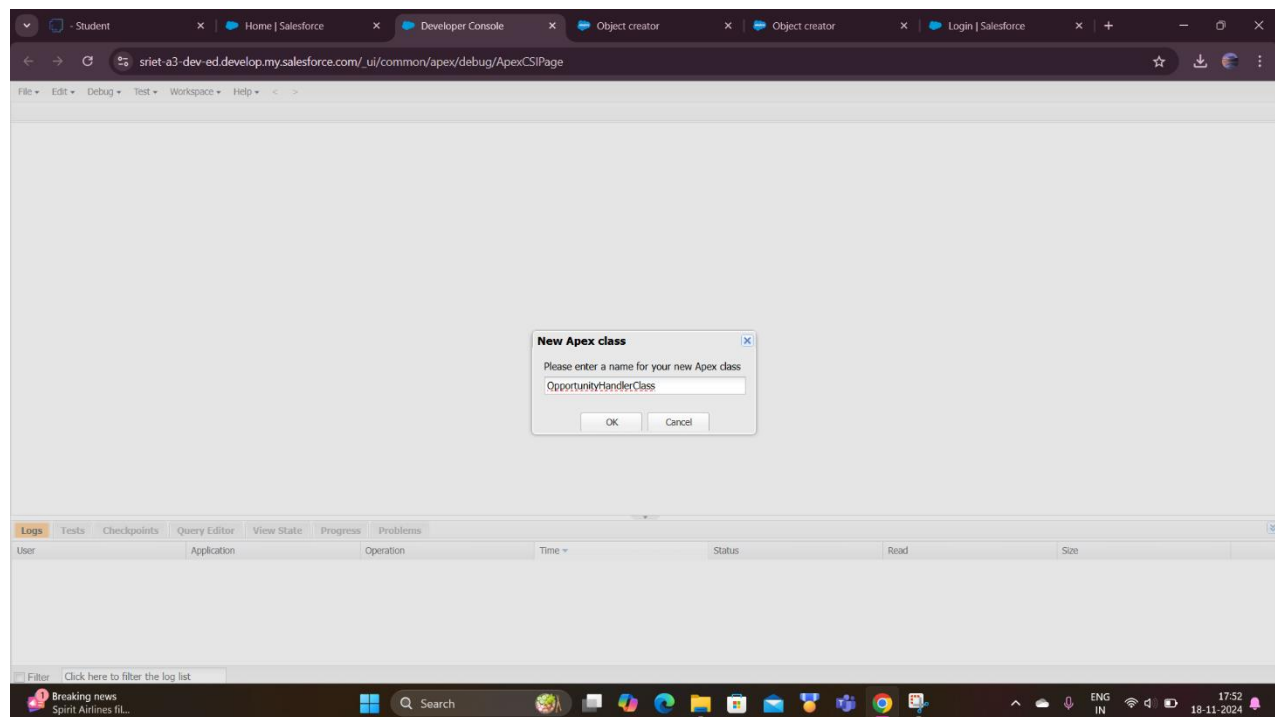 - Student
Home | Salesforce
Developer Console
Object creator
Object creator
Login | Salesforce
sriet-a3-dev-ed.develop.my.salesforce.com/_ui/common/apex/debug/ApexCSIPage
File Edit Debug Test Workspace Help < >
New Apex class
Please enter a name for your new Apex class
OpportunityHandlerClass
OK Cancel
Logs Tests Checkpoints Query Editor View State Progress Problems
User Application Operation Time Status Read Size
Filter Click here to filter the log list
1 Breaking news
Spirit Airlines fil...
Search
ENG
IN
17:52
18-11-2024